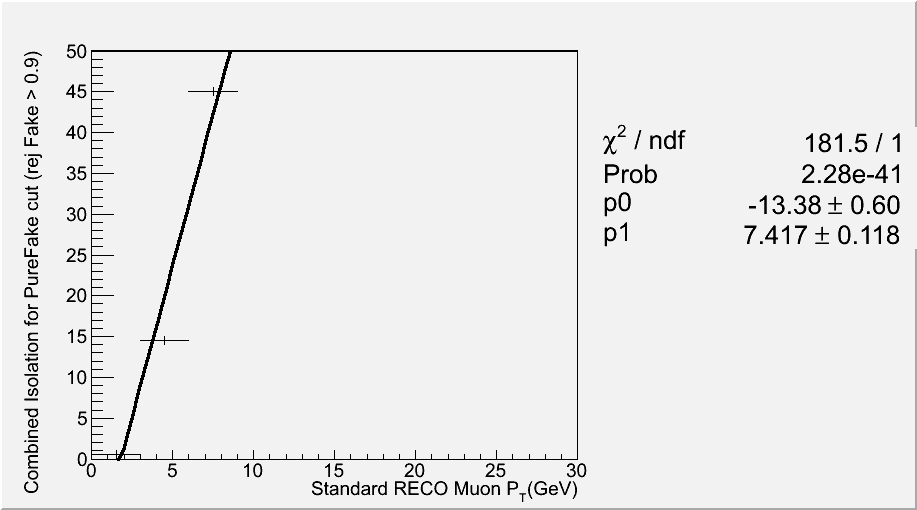 Combined Isolation for PureFake cut (rej Fake > 0.9)
50
45
40
35
30
25
20
15
10
5
0
0 5 10 15 20 25 30
Standard RECO Muon P_T(GeV)
χ² / ndf 181.5 / 1
Prob 2.28e-41
p0 -13.38 ± 0.60
p1 7.417 ± 0.118